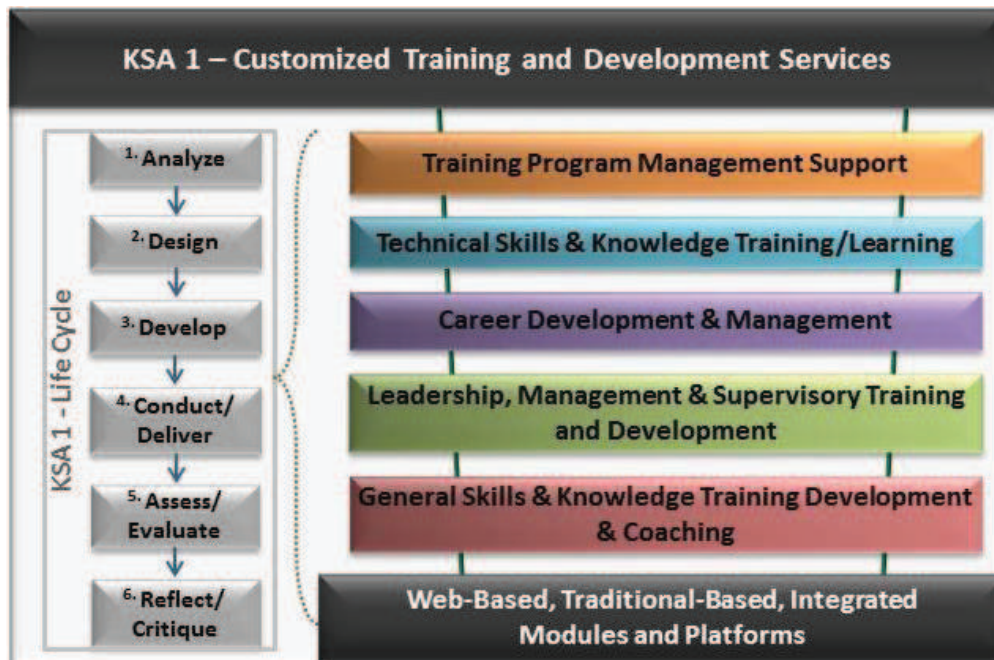 KSA 1 – Customized Training and Development Services
KSA 1 - Life Cycle
1. Analyze
2. Design
3. Develop
4. Conduct/
Deliver
5. Assess/
Evaluate
6. Reflect/
Critique
Training Program Management Support
Technical Skills & Knowledge Training/Learning
Career Development & Management
Leadership, Management & Supervisory Training
and Development
General Skills & Knowledge Training Development
& Coaching
Web-Based, Traditional-Based, Integrated
Modules and Platforms